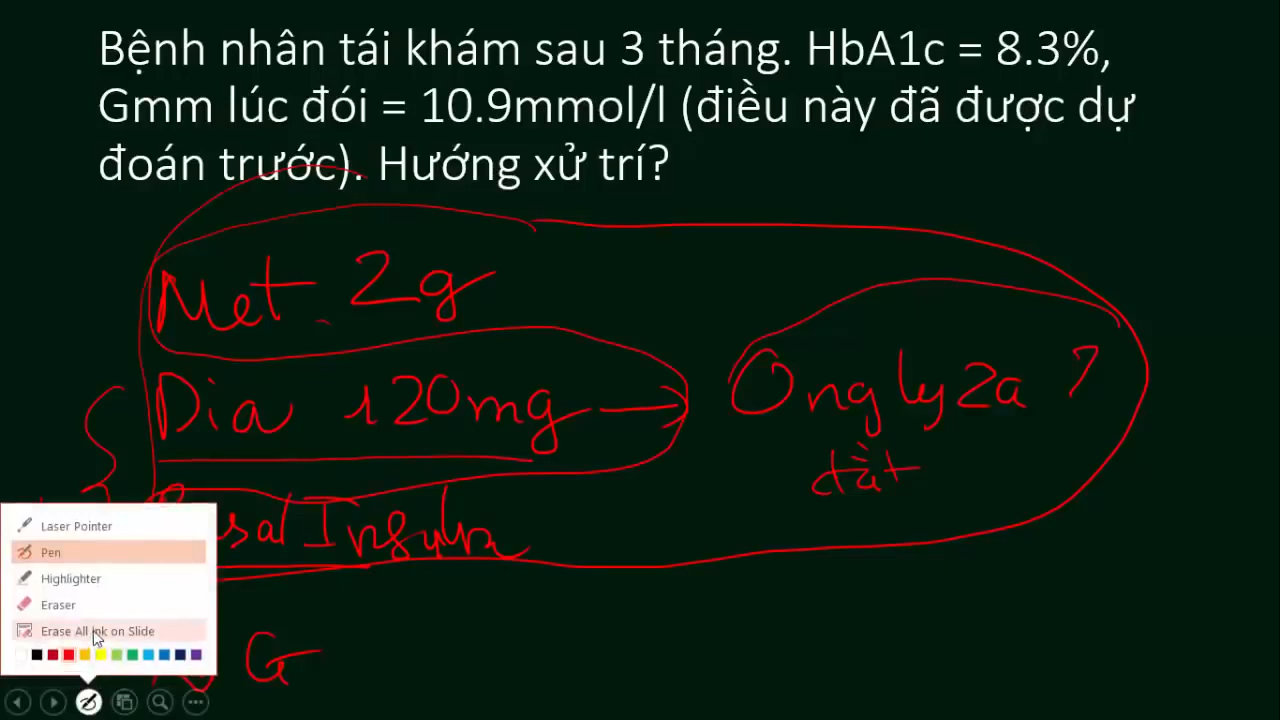 Bệnh nhân tái khám sau 3 tháng. HbA1c = 8.3%,
Gmm lúc đói = 10.9mmol/l (điều này đã được dự
đoán trước). Hướng xử trí?
Met. 2g
Dia 120mg → Onglyza ?
đắt
Insulin
G
Laser Pointer
Pen
Highlighter
Eraser
Erase All Ink on Slide